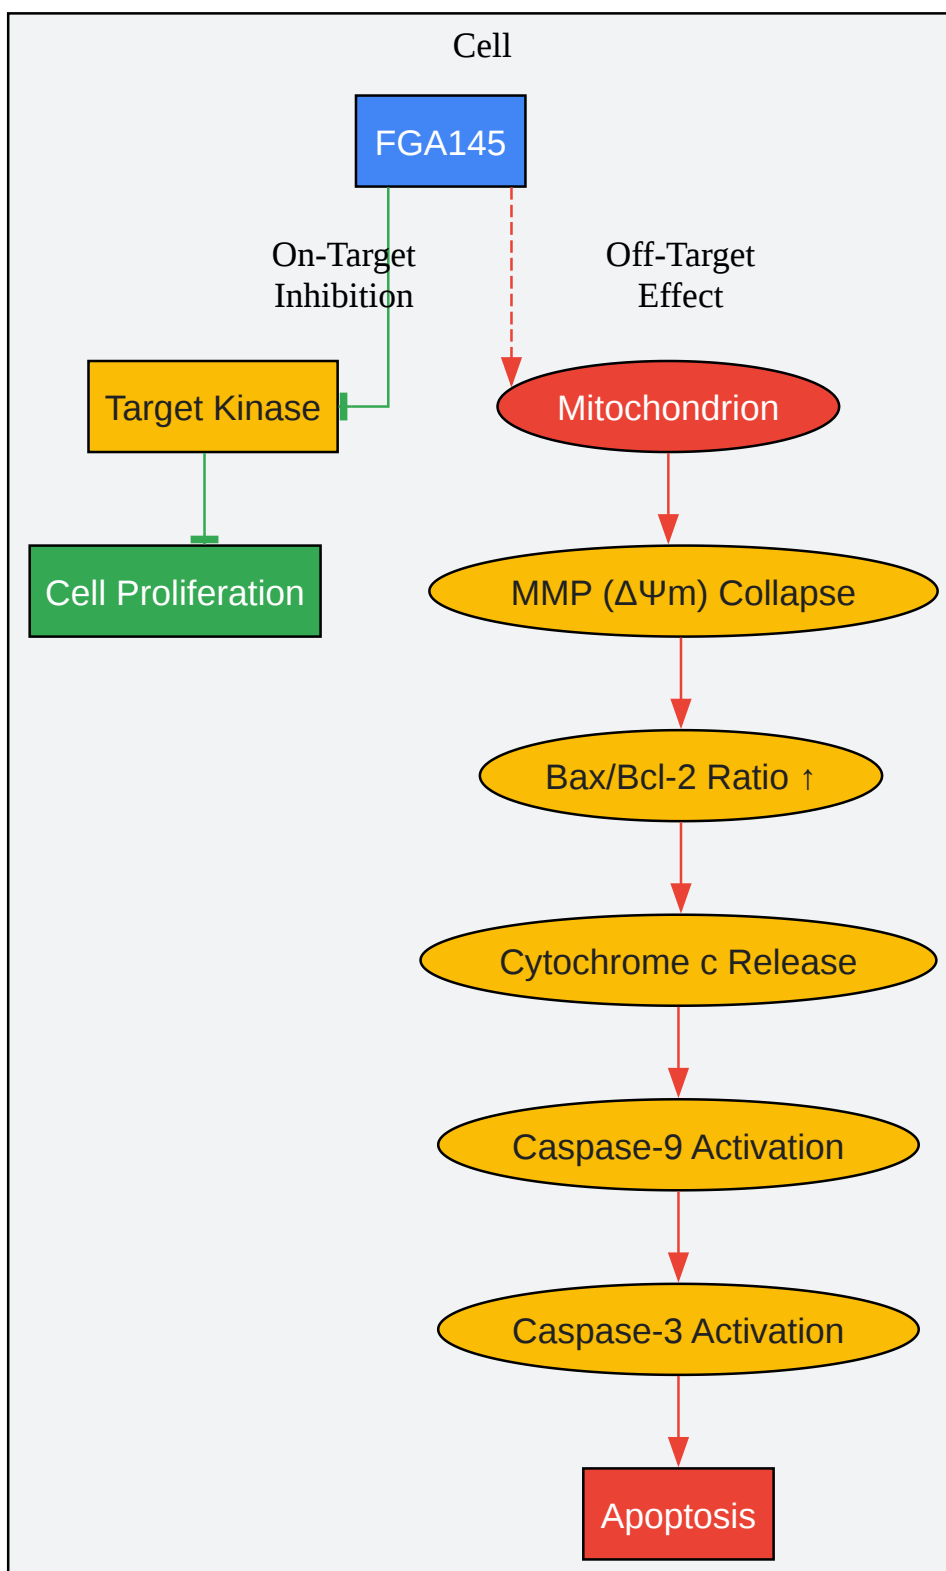 Cell
FGA145
On-Target
Inhibition
Off-Target
Effect
Target Kinase
Mitochondrion
Cell Proliferation
MMP (ΔΨm) Collapse
Bax/Bcl-2 Ratio ↑
Cytochrome c Release
Caspase-9 Activation
Caspase-3 Activation
Apoptosis